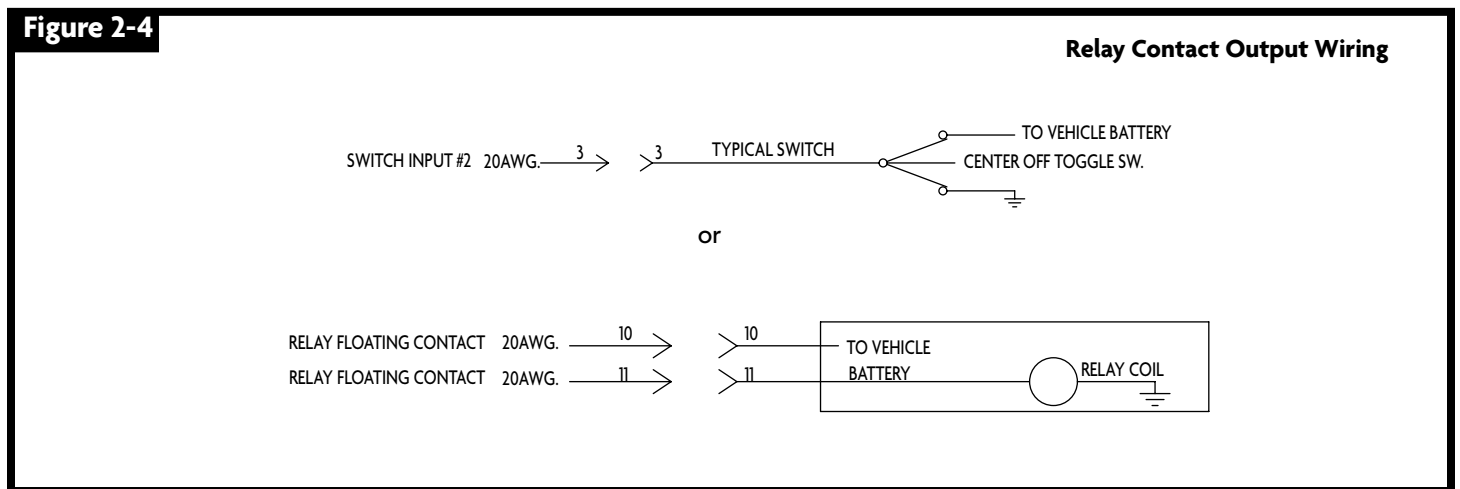 Figure 2-4
Relay Contact Output Wiring
TO VEHICLE BATTERY
SWITCH INPUT #2 20AWG. 3 3 TYPICAL SWITCH CENTER OFF TOGGLE SW.
or
RELAY FLOATING CONTACT 20AWG. 10 10 TO VEHICLE
RELAY FLOATING CONTACT 20AWG. 11 11 BATTERY RELAY COIL